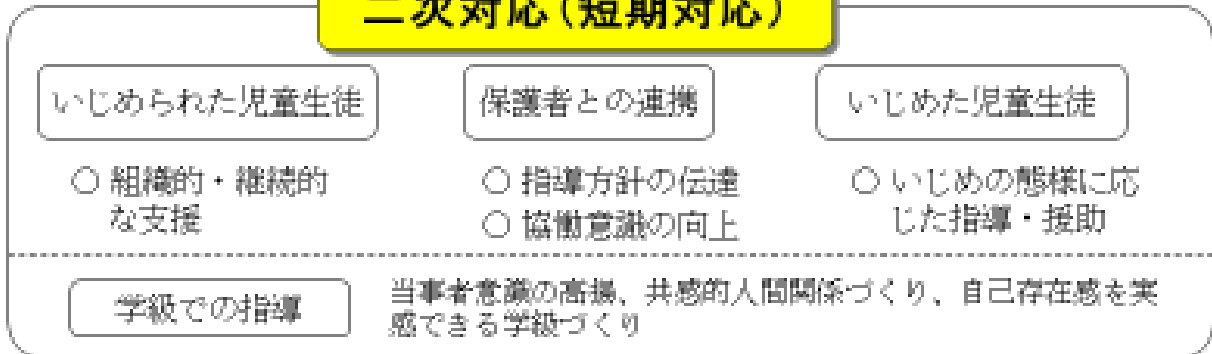 二次対応(短期対応)
いじめられた児童生徒
保護者との連携
いじめた児童生徒
○ 組織的・継続的
な支援
○ 指導方針の伝達
○ 協働意識の向上
○ いじめの態様に応
じた指導・援助
学級での指導
当事者意識の高揚、共感的人間関係づくり、自己存在感を実
感できる学級づくり